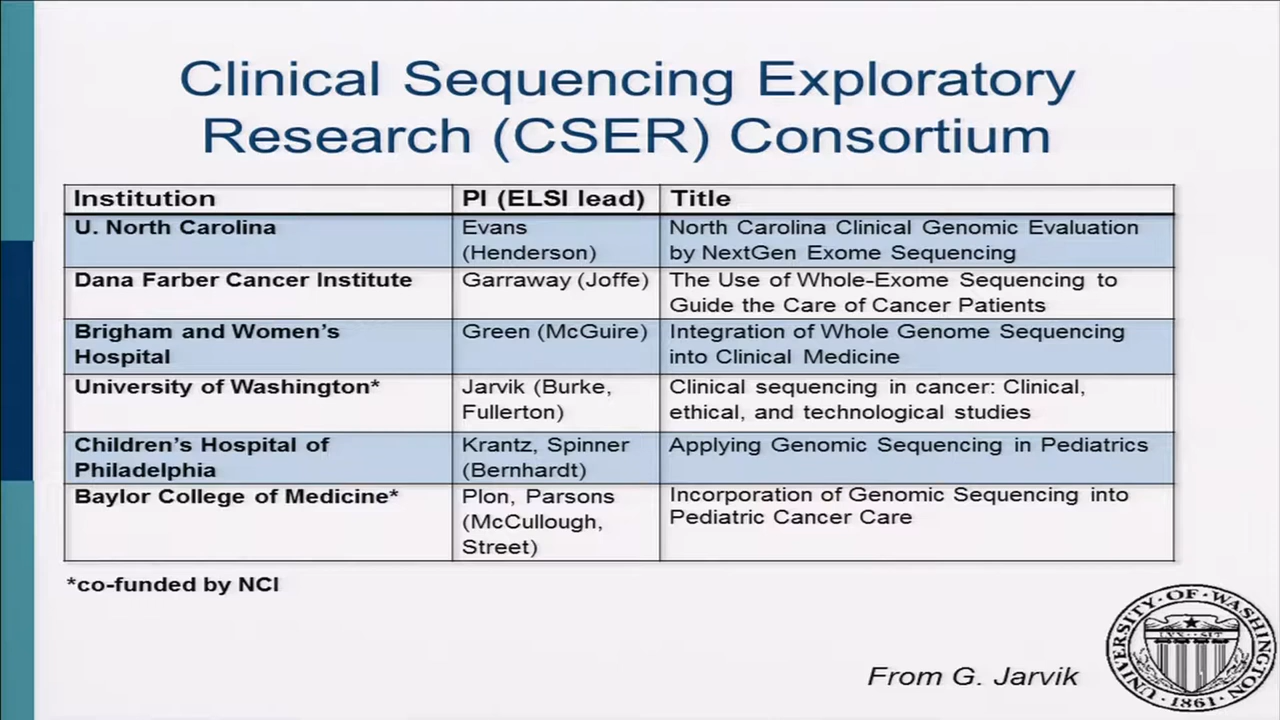 Clinical Sequencing Exploratory
Research (CSER) Consortium
Institution PI (ELSI lead) Title
U. North Carolina Evans North Carolina Clinical Genomic Evaluation
(Henderson) by NextGen Exome Sequencing
Dana Farber Cancer Institute Garraway (Joffe) The Use of Whole-Exome Sequencing to
Guide the Care of Cancer Patients
Brigham and Women's Green (McGuire) Integration of Whole Genome Sequencing
Hospital into Clinical Medicine
University of Washington* Jarvik (Burke, Clinical sequencing in cancer: Clinical,
Fullerton) ethical, and technological studies
Children's Hospital of Krantz, Spinner Applying Genomic Sequencing in Pediatrics
Philadelphia (Bernhardt)
Baylor College of Medicine* Plon, Parsons Incorporation of Genomic Sequencing into
(McCullough, Pediatric Cancer Care
Street)
*co-funded by NCI
From G. Jarvik
UNIVERSITY · OF · WASHINGTON
LVX SIT
· 1861 ·